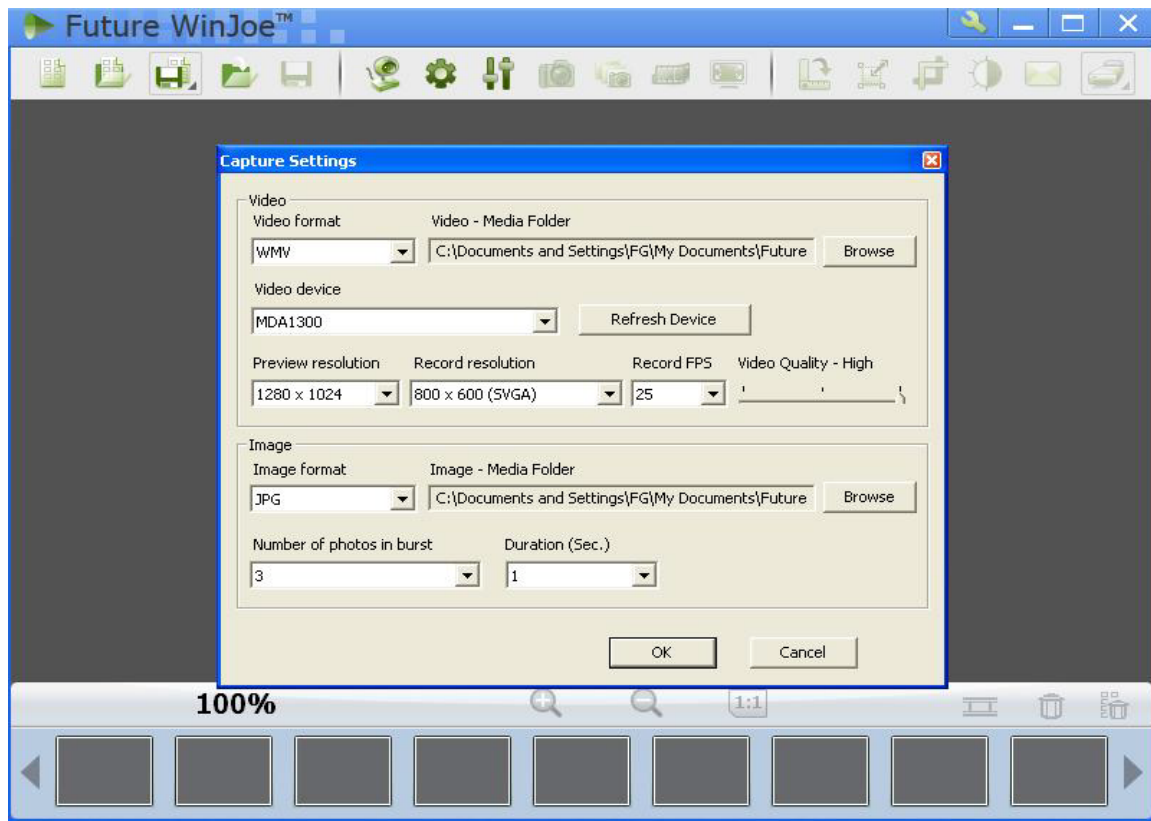 Future WinJoe™
Capture Settings
Video
Video format Video - Media Folder
WMV C:\Documents and Settings\FG\My Documents\Future Browse
Video device
MDA1300 Refresh Device
Preview resolution Record resolution Record FPS Video Quality - High
1280 x 1024 800 x 600 (SVGA) 25
Image
Image format Image - Media Folder
JPG C:\Documents and Settings\FG\My Documents\Future Browse
Number of photos in burst Duration (Sec.)
3 1
OK Cancel
100% 1:1